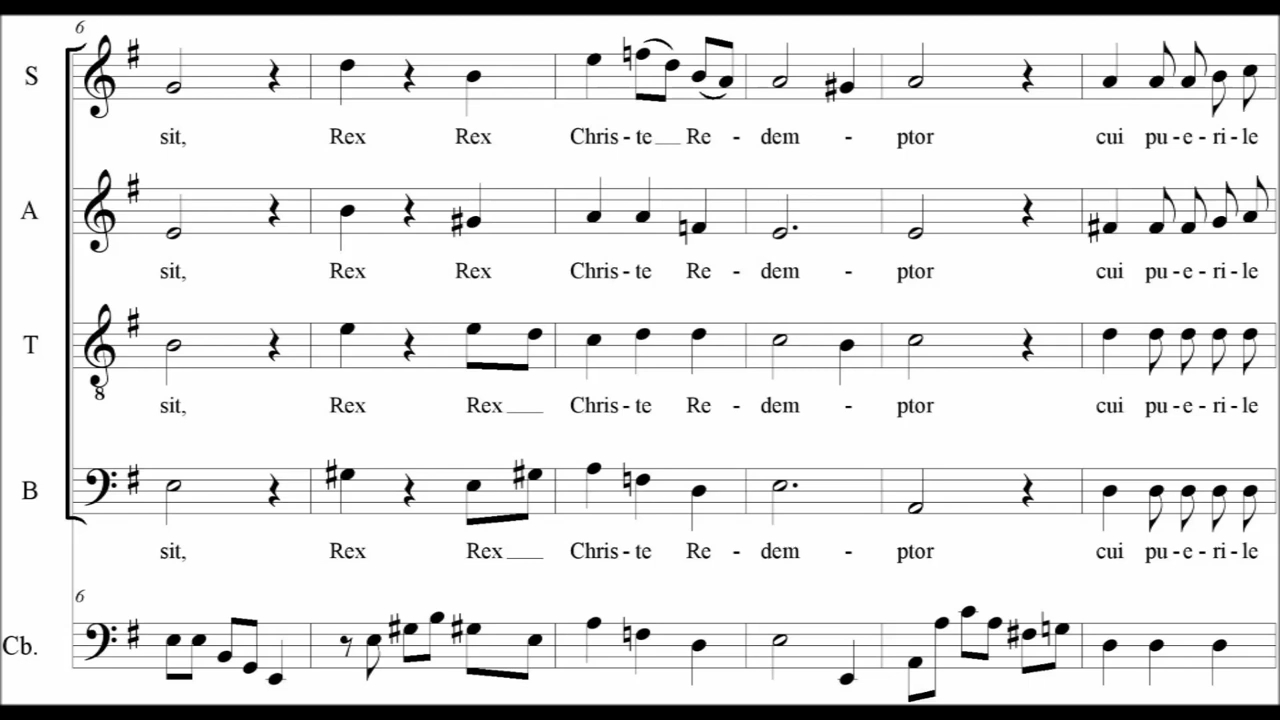 6
S
sit, Rex Rex Chris - te Re - dem - ptor cui pu - e - ri - le
A
sit, Rex Rex Chris - te Re - dem - ptor cui pu - e - ri - le
T
8
sit, Rex Rex Chris - te Re - dem - ptor cui pu - e - ri - le
B
sit, Rex Rex Chris - te Re - dem - ptor cui pu - e - ri - le
6
Cb.